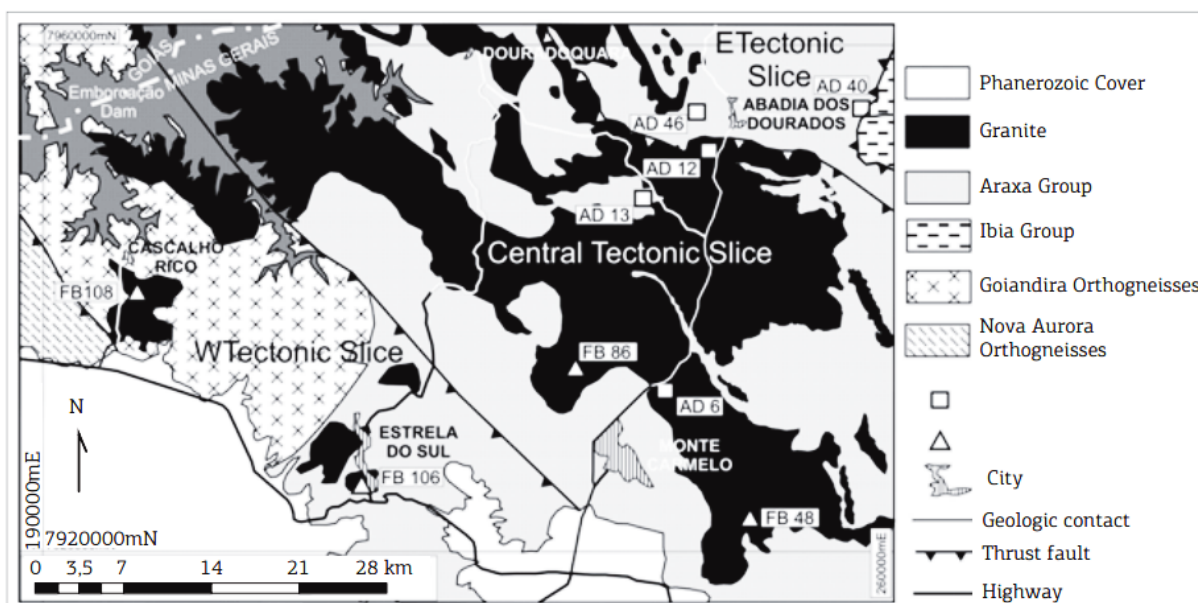 7960000mN
GOIAS
MINAS GERAIS
Emborcação
Dam
DOURADOQUARA
E Tectonic
Slice
AD 40
ABADIA DOS
DOURADOS
AD 46
AD 12
AD 13
Central Tectonic Slice
CASCALHO
RICO
FB108
W Tectonic Slice
FB 86
AD 6
N
ESTRELA
DO SUL
MONTE
CARMELO
FB 106
FB 48
190000mE
7920000mN
260000mE
0 3,5 7 14 21 28 km
Phanerozoic Cover
Granite
Araxa Group
Ibia Group
Goiandira Orthogneisses
Nova Aurora
Orthogneisses
City
Geologic contact
Thrust fault
Highway